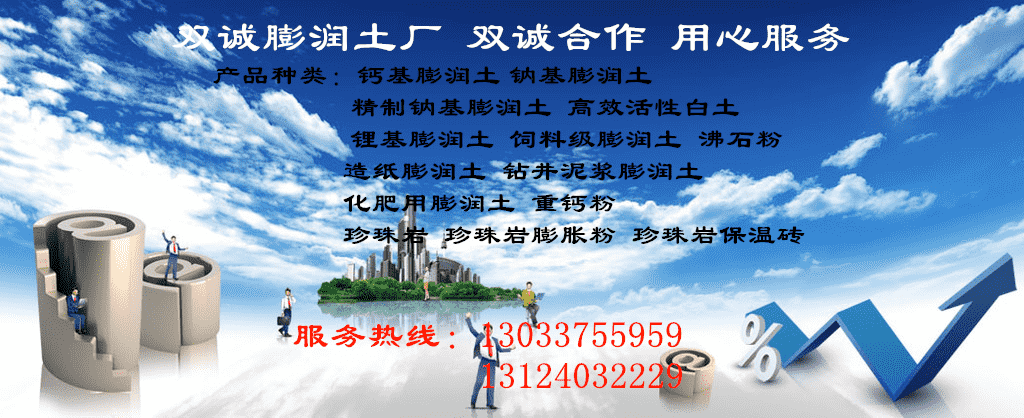 双诚膨润土厂 双诚合作 用心服务
产品种类：钙基膨润土 钠基膨润土
精制钠基膨润土 高效活性白土
锂基膨润土 饲料级膨润土 沸石粉
造纸膨润土 钻井泥浆膨润土
化肥用膨润土 重钙粉
珍珠岩 珍珠岩膨胀粉 珍珠岩保温砖
服务热线：13033755959
13124032229
@
@
@
%